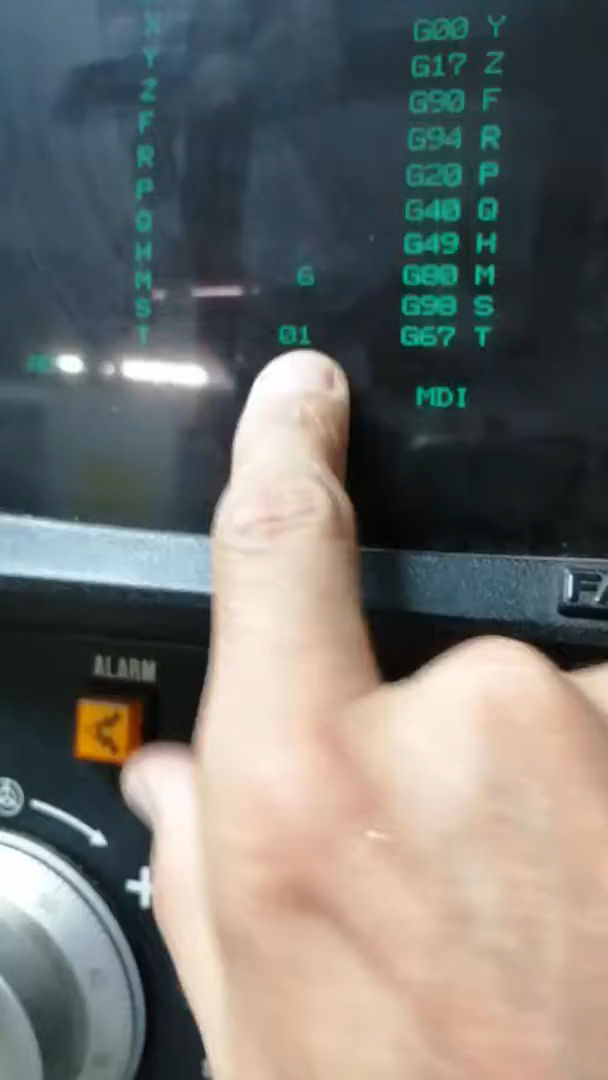 X G00 Y
Y G17 Z
Z G90 F
F G94 R
R G20 P
P G40 Q
Q G49 H
H G80 M
M 6 G98 S
S G67 T
T 01
MDI
ALARM
+